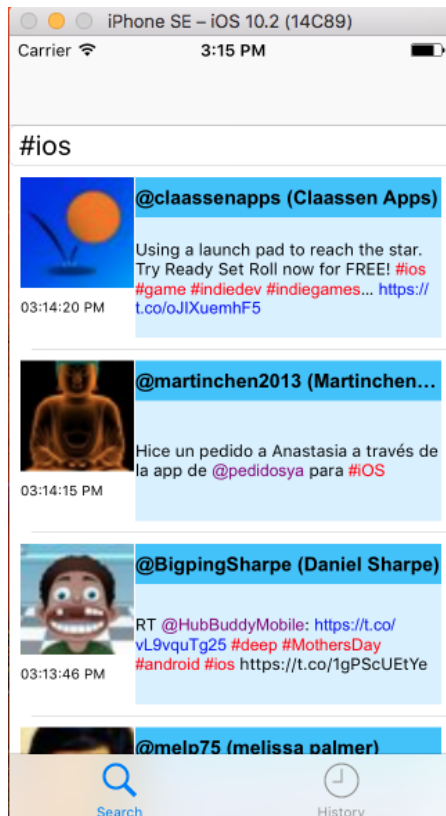 iPhone SE – iOS 10.2 (14C89)
Carrier 3:15 PM
#ios
@claassenapps (Claassen Apps)
Using a launch pad to reach the star.
Try Ready Set Roll now for FREE! #ios
#game #indiedev #indiegames... https://
t.co/oJIXuemhF5
03:14:20 PM
@martinchen2013 (Martinchen...
Hice un pedido a Anastasia a través de
la app de @pedidosya para #iOS
03:14:15 PM
@BigpingSharpe (Daniel Sharpe)
RT @HubBuddyMobile: https://t.co/
vL9vquTg25 #deep #MothersDay
#android #ios https://t.co/1gPScUEtYe
03:13:46 PM
@melp75 (melissa palmer)
Search
History